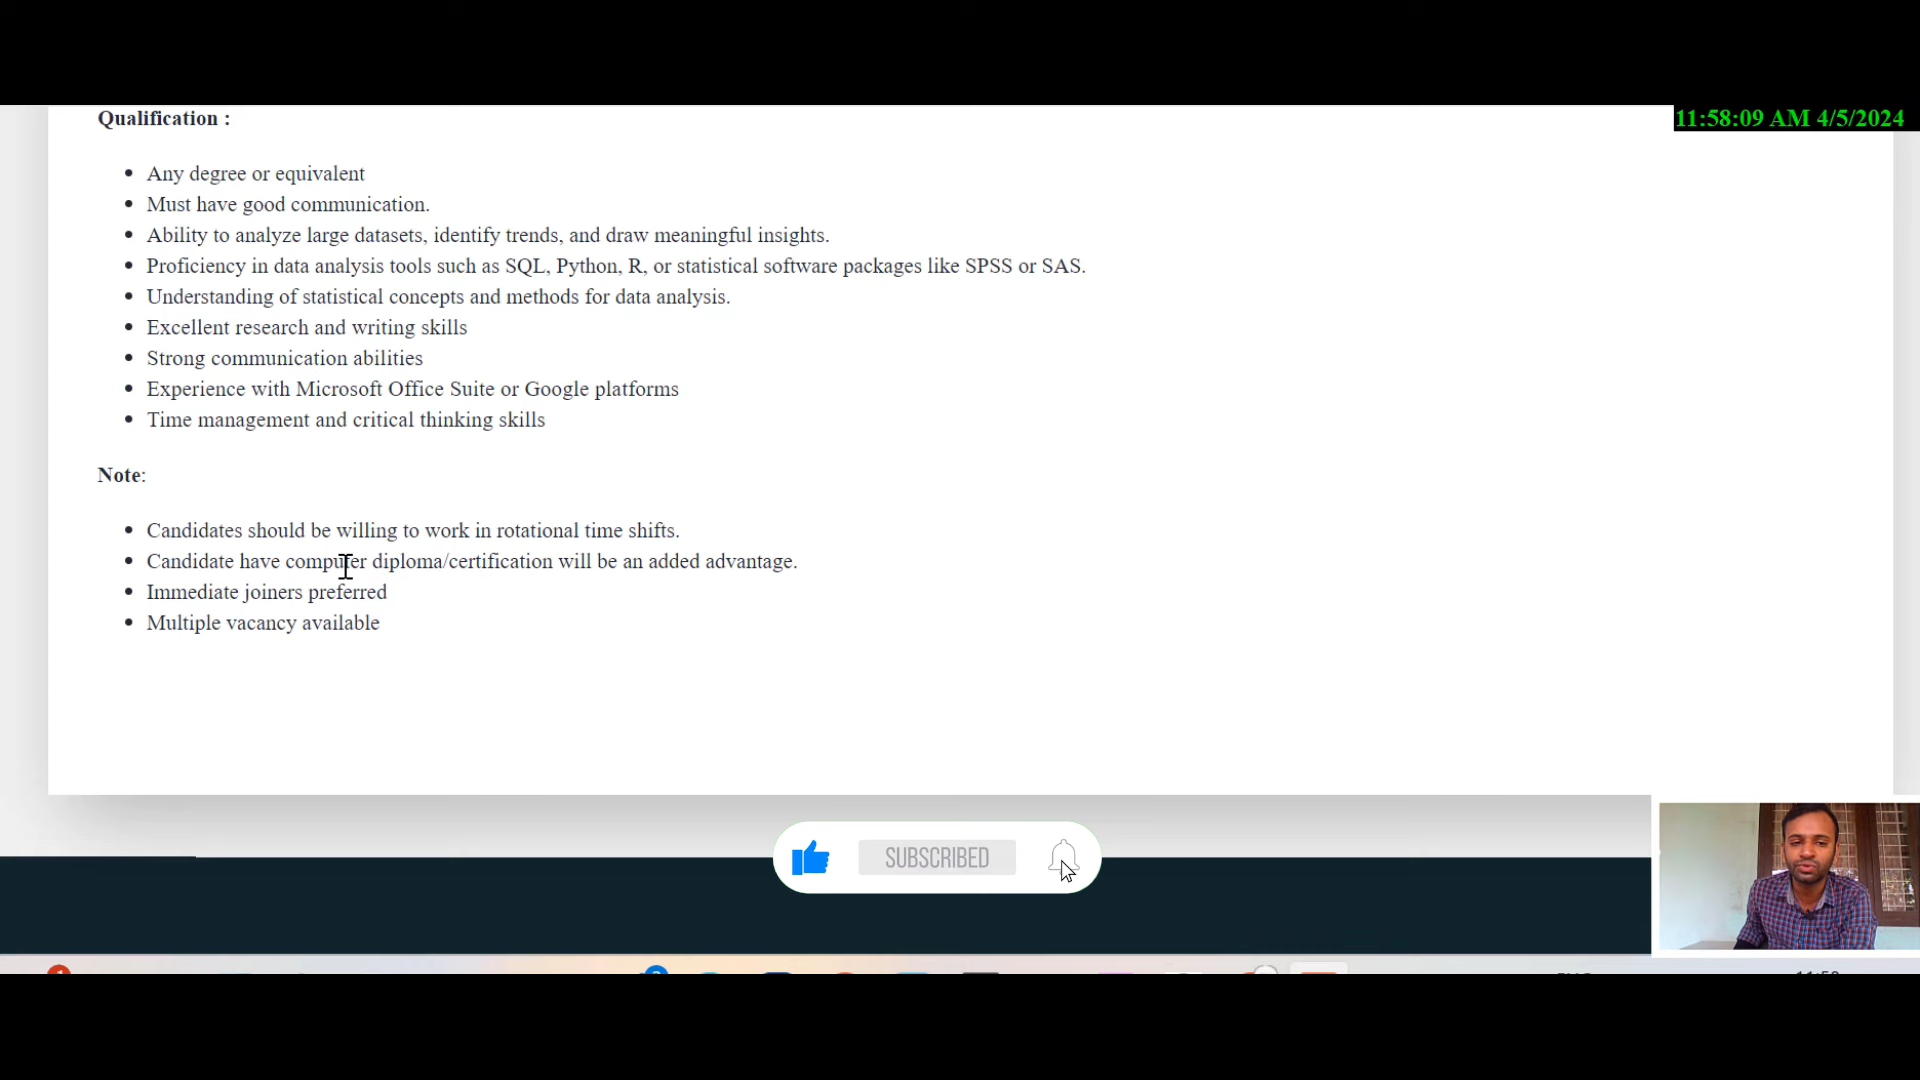 Qualification :
11:58:09 AM 4/5/2024
Any degree or equivalent
Must have good communication.
Ability to analyze large datasets, identify trends, and draw meaningful insights.
Proficiency in data analysis tools such as SQL, Python, R, or statistical software packages like SPSS or SAS.
Understanding of statistical concepts and methods for data analysis.
Excellent research and writing skills
Strong communication abilities
Experience with Microsoft Office Suite or Google platforms
Time management and critical thinking skills
Note:
Candidates should be willing to work in rotational time shifts.
Candidate have computer diploma/certification will be an added advantage.
Immediate joiners preferred
Multiple vacancy available
SUBSCRIBED